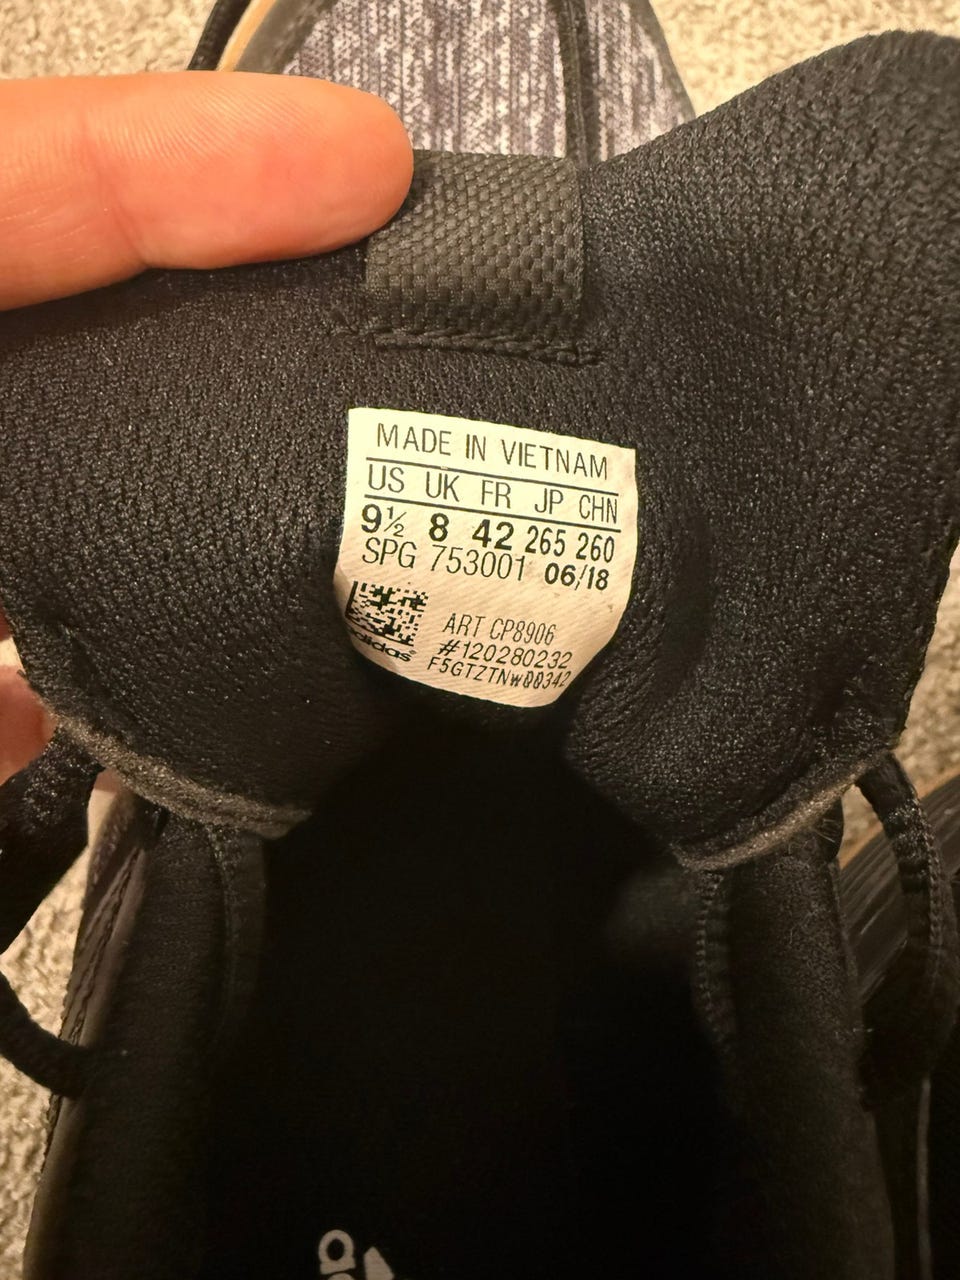 MADE IN VIETNAM
US UK FR JP CHN
9½ 8 42 265 260
SPG 753001 06/18
ART CP8906
#120280232
adidas